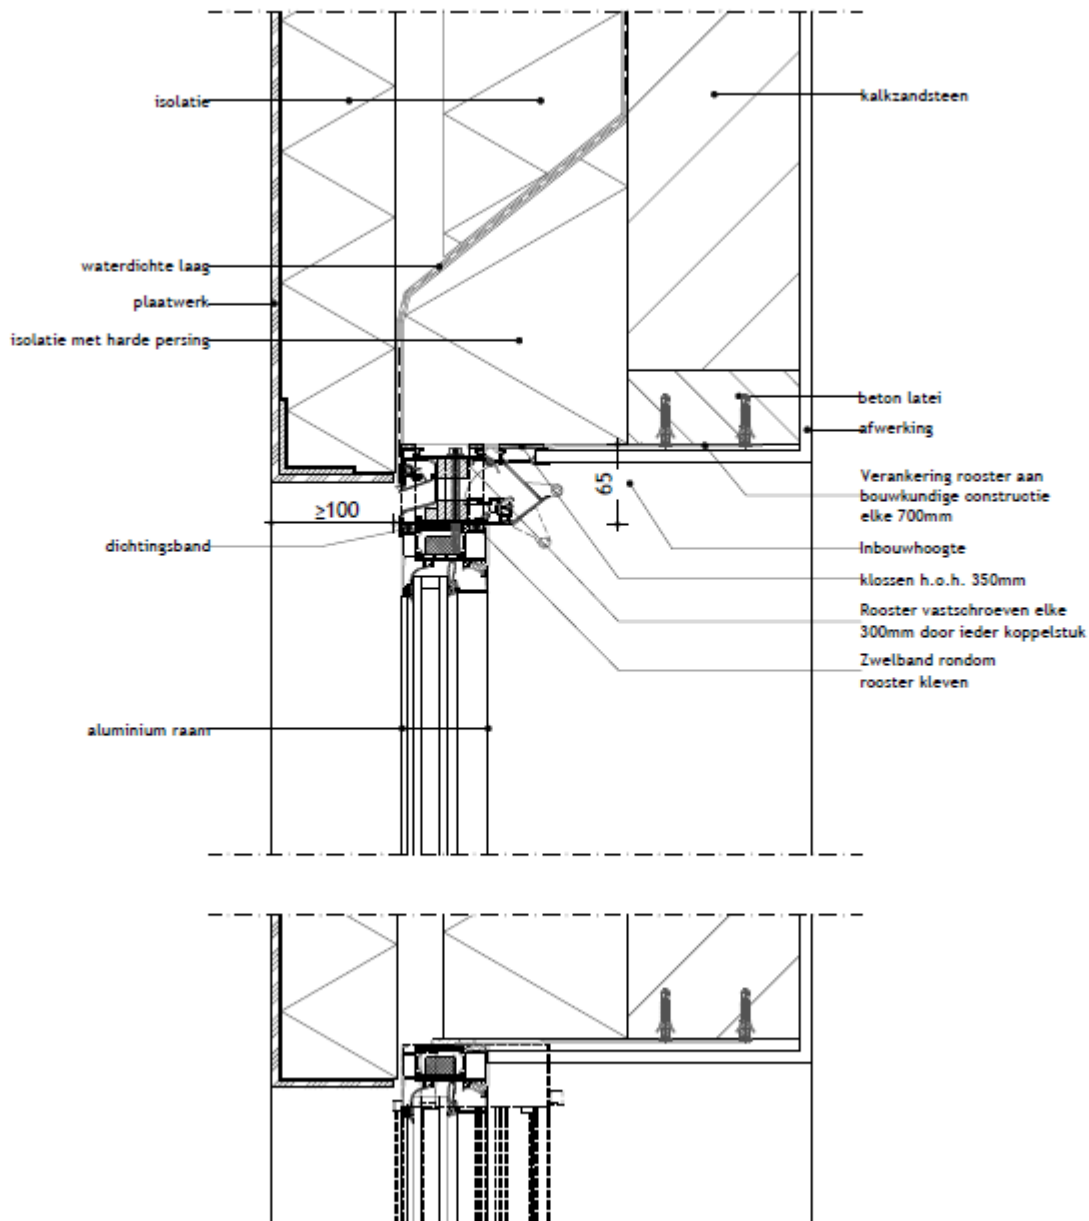 isolatie
kalkzandsteen
waterdichte laag
plaatwerk
isolatie met harde persing
beton latei
afwerking
65
Verankering rooster aan
bouwkundige constructie
elke 700mm
≥100
dichtingsband
Inbouwhoogte
klossen h.o.h. 350mm
Rooster vastschroeven elke
300mm door ieder koppelstuk
Zwelband rondom
rooster kleven
aluminium raam